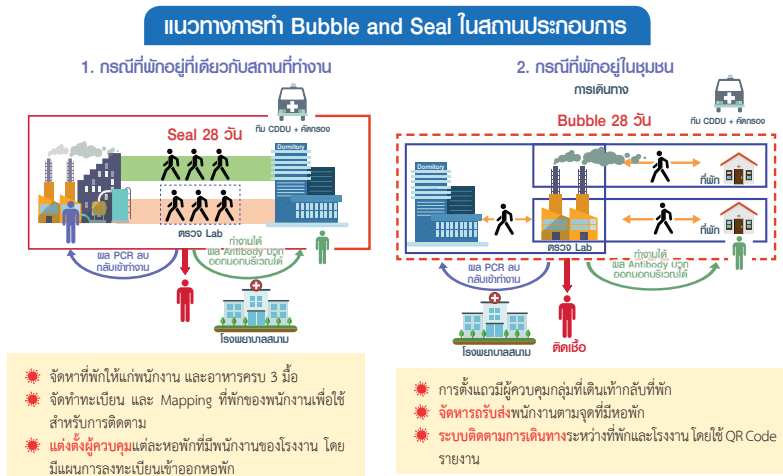 แนวทางการทำ Bubble and Seal ในสถานประกอบการ
1. กรณีที่พักอยู่ที่เดียวกับสถานที่ทำงาน
ทีม CDDU + คัดกรอง
Seal 28 วัน
Dormitory
ตรวจ Lab
ผล PCR ลบ
กลับเข้าทำงาน
ทำงานได้
ผล Antibody บวก
ออกนอกบริเวณได้
โรงพยาบาลสนาม
จัดหาที่พักให้แก่พนักงาน และอาหารครบ 3 มื้อ
จัดทำทะเบียน และ Mapping ที่พักของพนักงานเพื่อใช้
สำหรับการติดตาม
แต่งตั้งผู้ควบคุมแต่ละหอพักที่มีพนักงานของโรงงาน โดย
มีแผนการลงทะเบียนเข้าออกหอพัก
2. กรณีที่พักอยู่ในชุมชน
การเดินทาง
Bubble 28 วัน
ทีม CDDU + คัดกรอง
Dormitory
ที่พัก
ที่พัก
ตรวจ Lab
ผล PCR ลบ
กลับเข้าทำงาน
ทำงานได้
ผล Antibody บวก
ออกนอกบริเวณได้
โรงพยาบาลสนาม
ติดเชื้อ
การตั้งแถวมีผู้ควบคุมกลุ่มที่เดินเท้ากลับที่พัก
จัดหารถรับส่งพนักงานตามจุดที่มีหอพัก
ระบบติดตามการเดินทางระหว่างที่พักและโรงงาน โดยใช้ QR Code
รายงาน